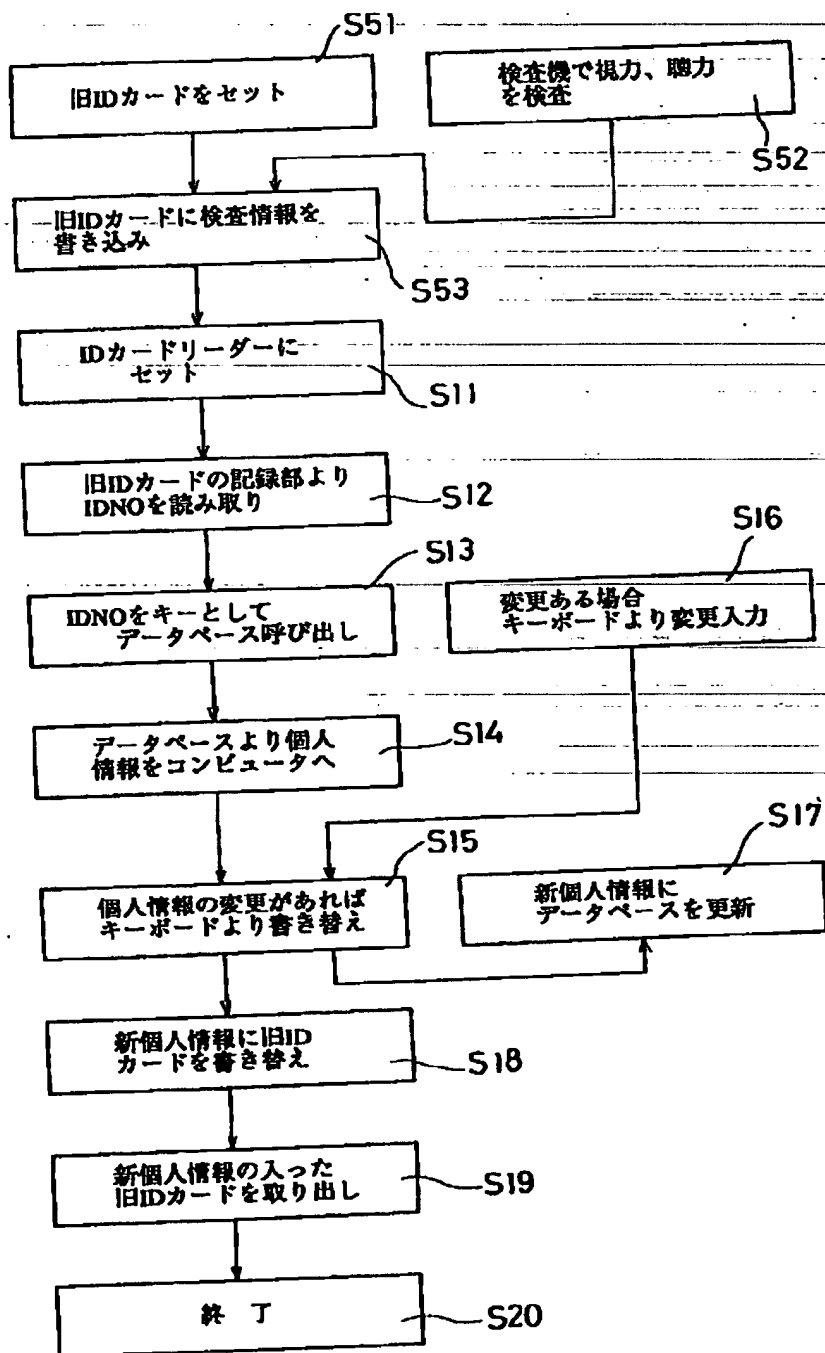 S51
旧IDカードをセット
検査機で視力、聴力
を検査
S52
旧IDカードに検査情報を
書き込み
S53
IDカードリーダーに
セット
S11
旧IDカードの記録部より
IDNOを読み取り
S12
S13
IDNOをキーとして
データベース呼び出し
S16
変更ある場合
キーボードより変更入力
データベースより個人
情報をコンピュータへ
S14
S15
個人情報の変更があれば
キーボードより書き替え
S17
新個人情報に
データベースを更新
新個人情報に旧ID
カードを書き替え
S18
新個人情報の入った
旧IDカードを取り出し
S19
終 了
S20